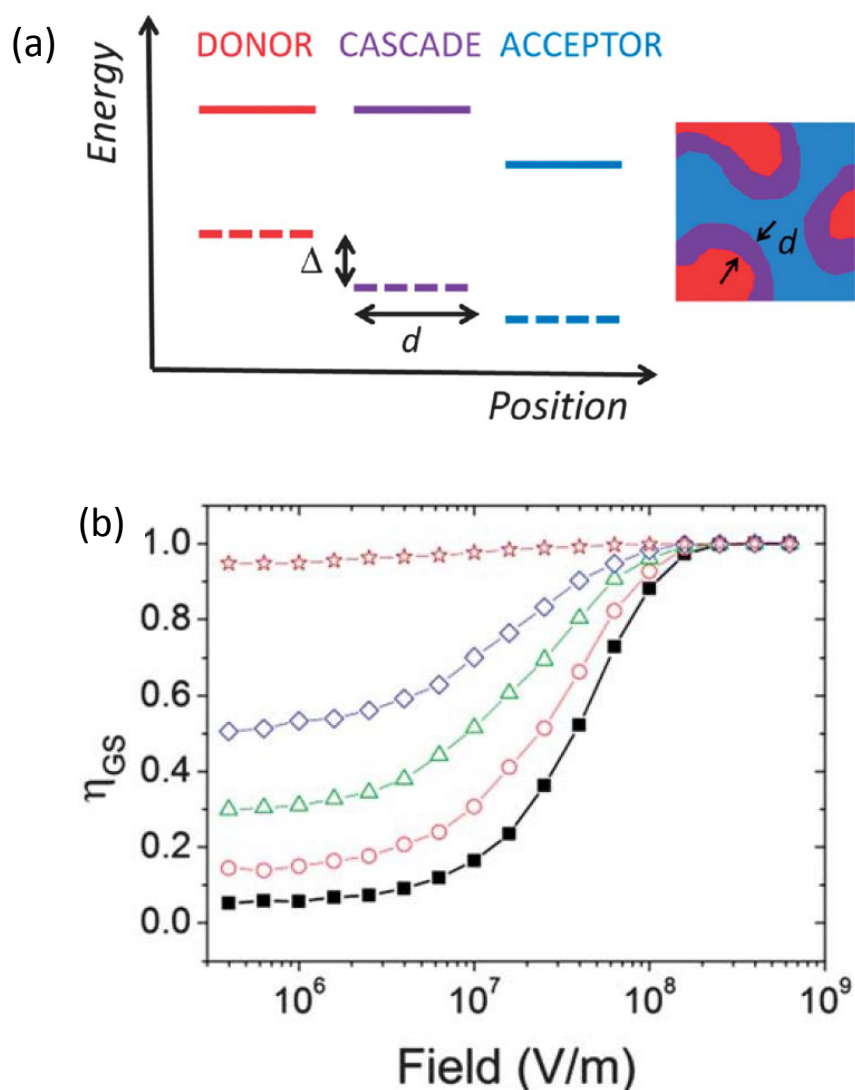 (a)
DONOR CASCADE ACCEPTOR
Energy
Δ
d
d
Position
(b)
1.0
0.8
0.6
0.4
0.2
0.0
ηGS
10⁶ 10⁷ 10⁸ 10⁹
Field (V/m)